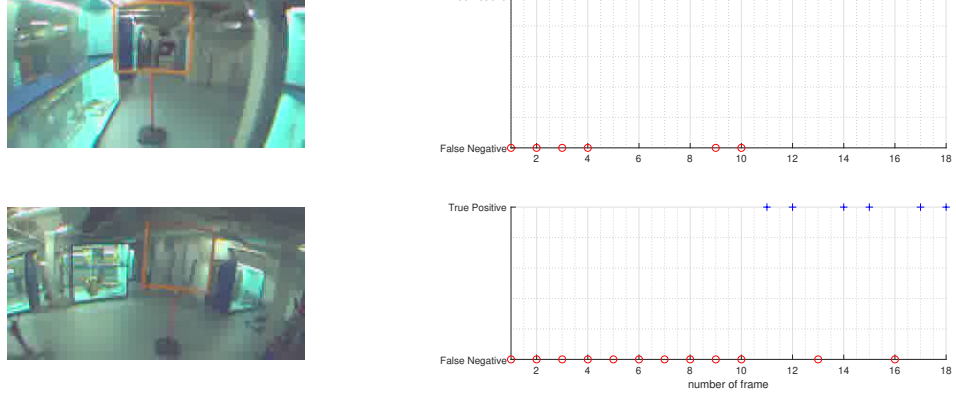 False Negative
2 4 6 8 10 12 14 16 18
True Positive
False Negative
2 4 6 8 10 12 14 16 18
number of frame